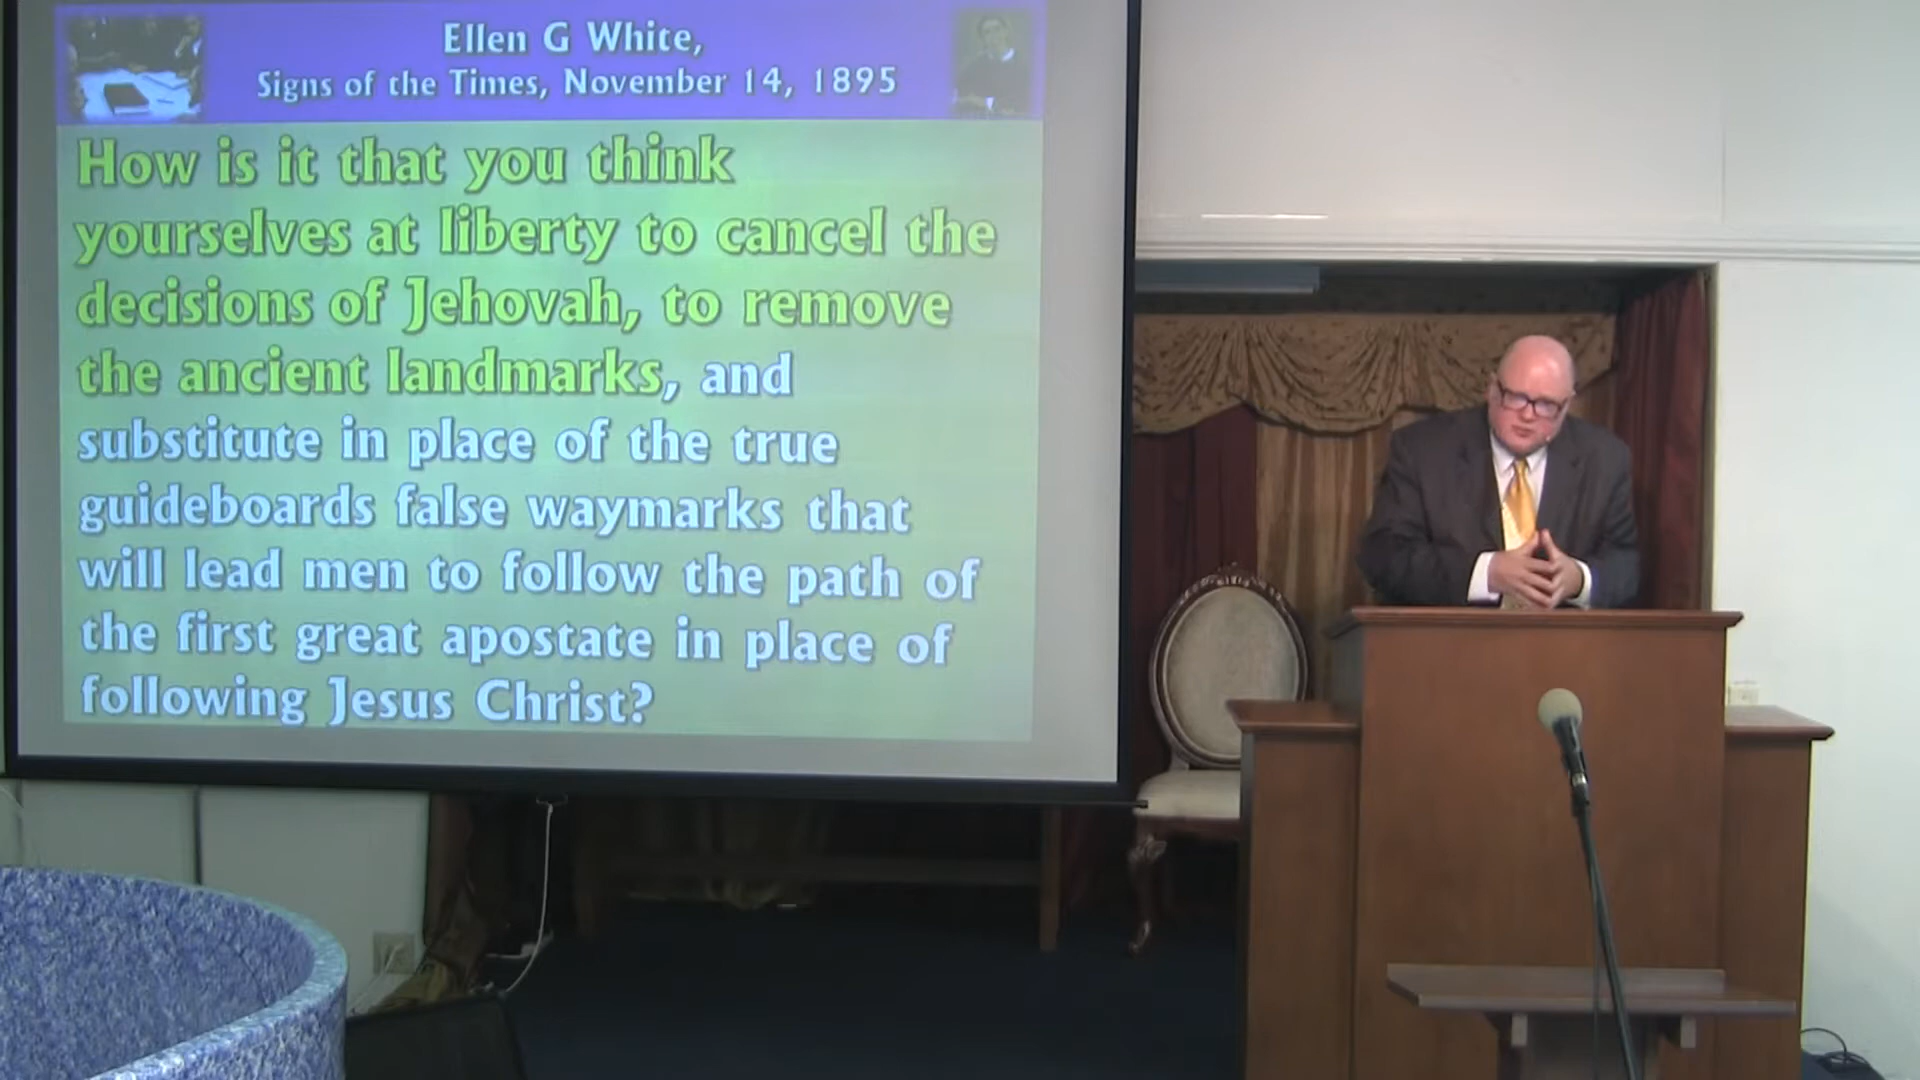 Ellen G White,
Signs of the Times, November 14, 1895
How is it that you think
yourselves at liberty to cancel the
decisions of Jehovah, to remove
the ancient landmarks, and
substitute in place of the true
guideboards false waymarks that
will lead men to follow the path of
the first great apostate in place of
following Jesus Christ?